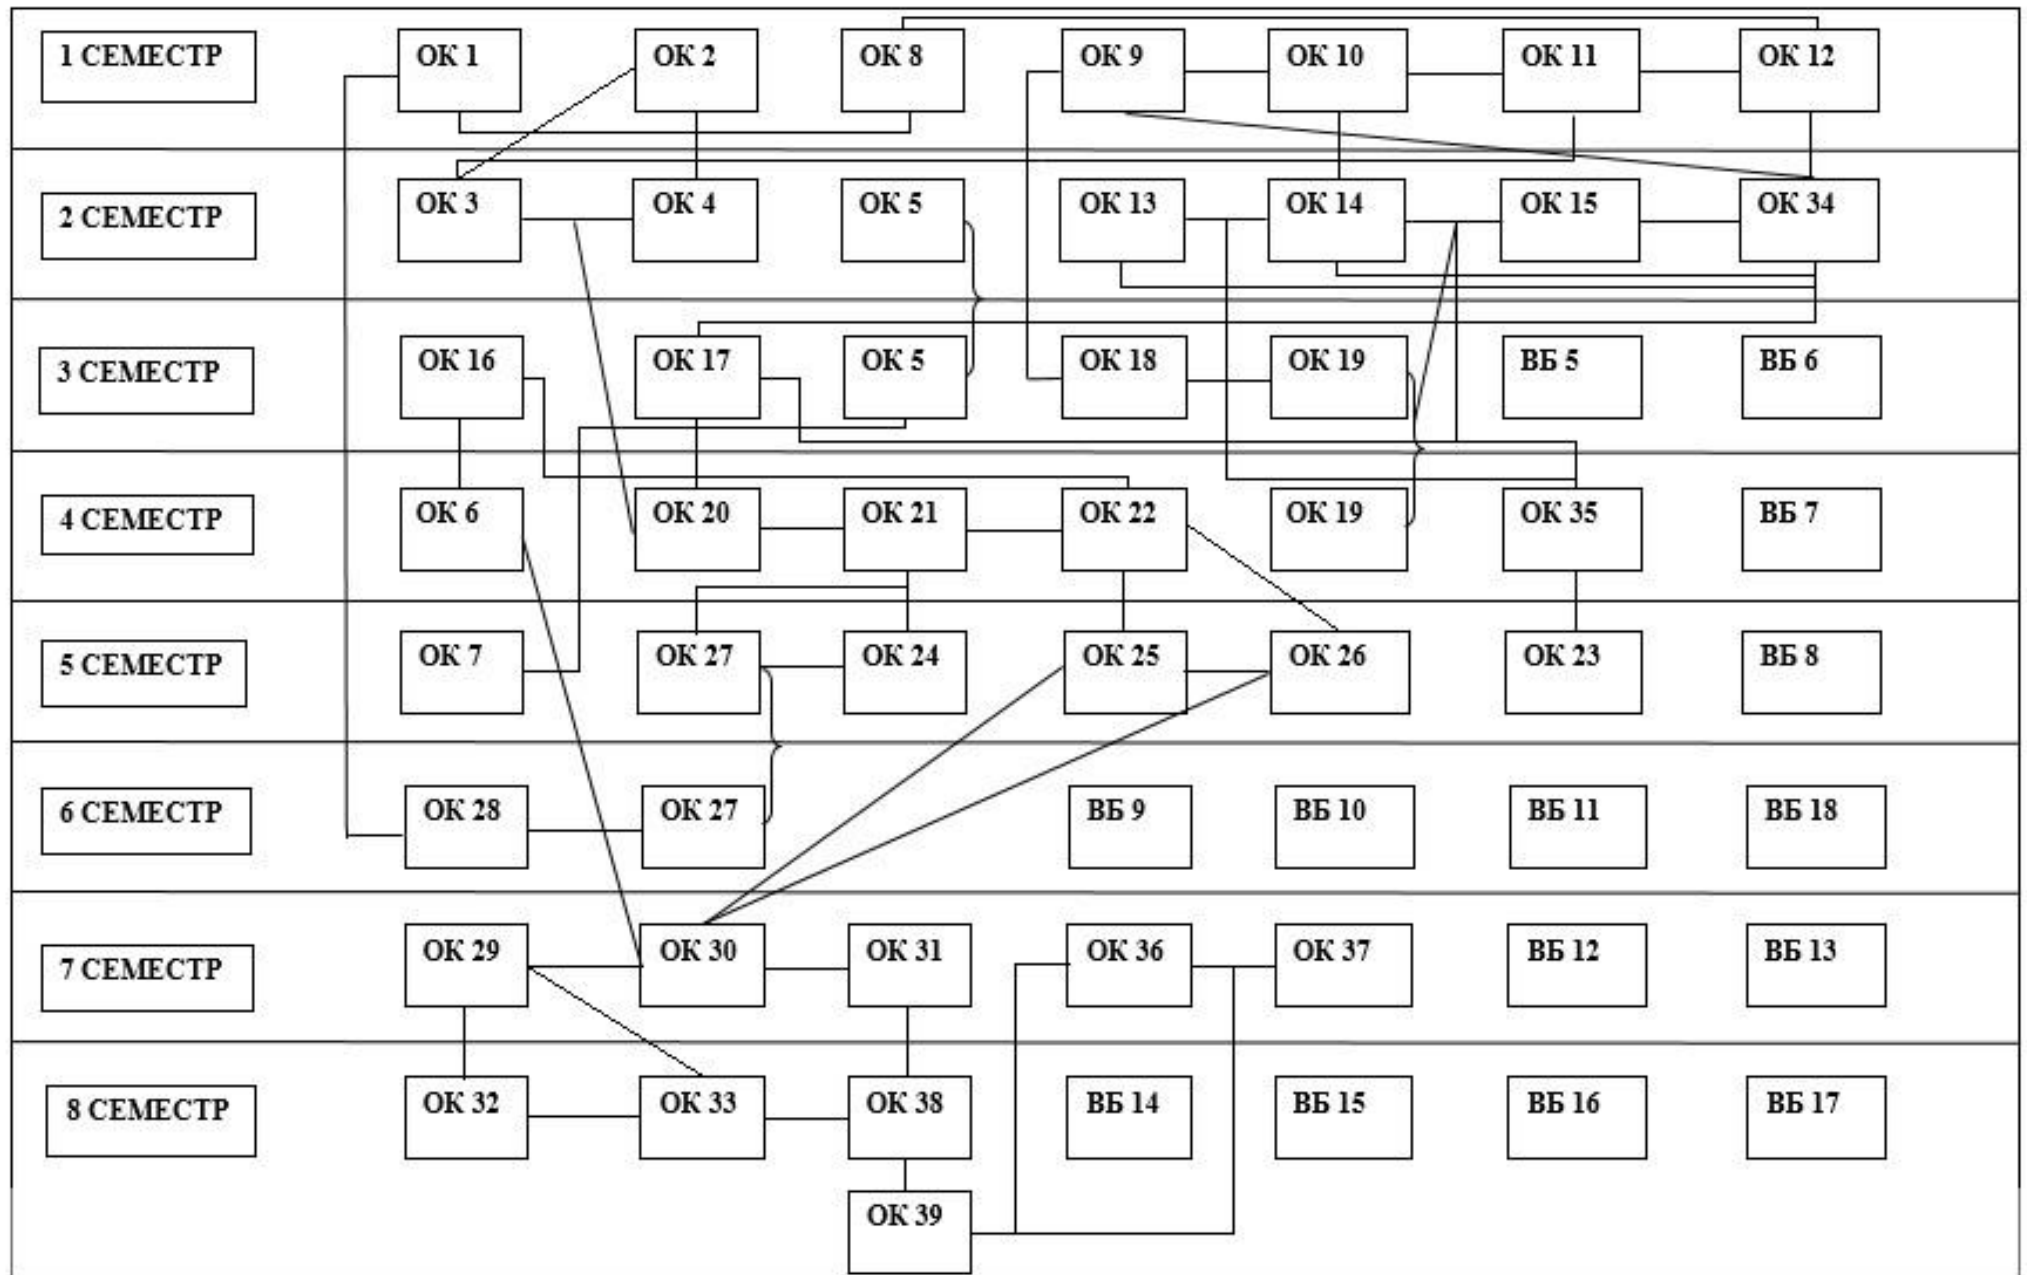 1 СЕМЕСТР ОК 1 ОК 2 ОК 8 ОК 9 ОК 10 ОК 11 ОК 12
2 СЕМЕСТР ОК 3 ОК 4 ОК 5 ОК 13 ОК 14 ОК 15 ОК 34
3 СЕМЕСТР ОК 16 ОК 17 ОК 5 ОК 18 ОК 19 ВБ 5 ВБ 6
4 СЕМЕСТР ОК 6 ОК 20 ОК 21 ОК 22 ОК 19 ОК 35 ВБ 7
5 СЕМЕСТР ОК 7 ОК 27 ОК 24 ОК 25 ОК 26 ОК 23 ВБ 8
6 СЕМЕСТР ОК 28 ОК 27 ВБ 9 ВБ 10 ВБ 11 ВБ 18
7 СЕМЕСТР ОК 29 ОК 30 ОК 31 ОК 36 ОК 37 ВБ 12 ВБ 13
8 СЕМЕСТР ОК 32 ОК 33 ОК 38 ВБ 14 ВБ 15 ВБ 16 ВБ 17
ОК 39